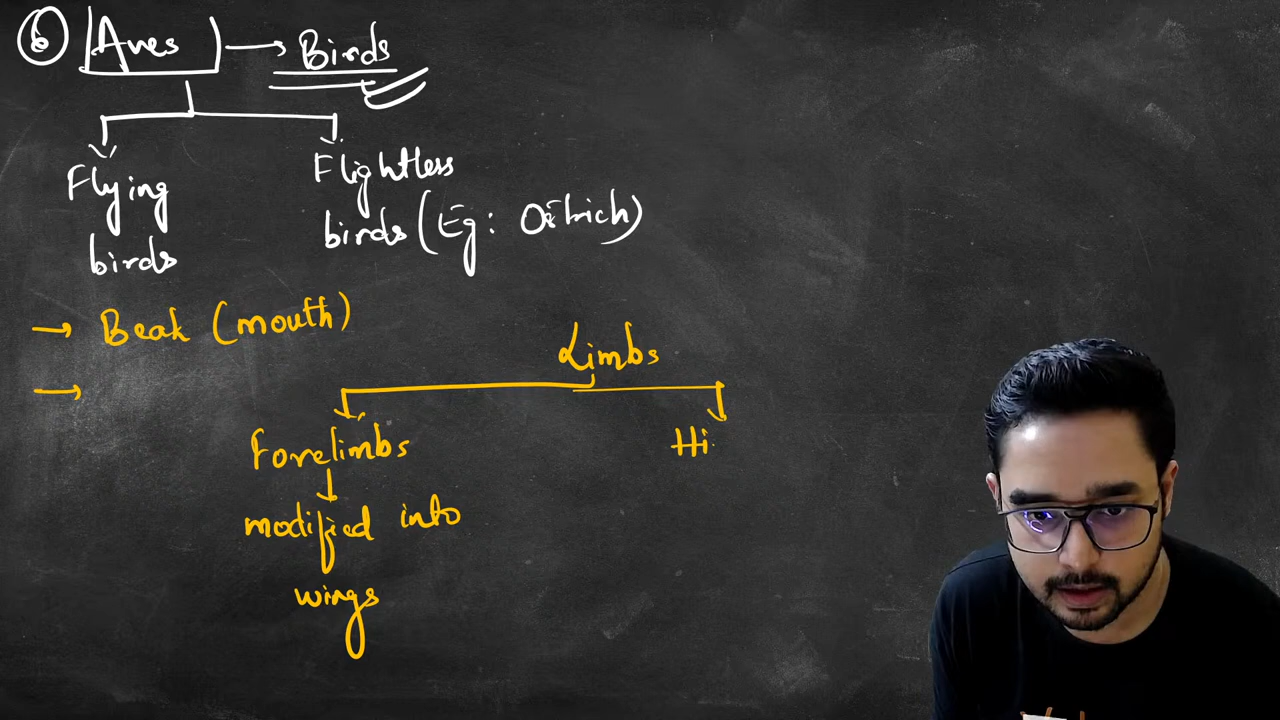 6 Aves → Birds
Flying
birds
Flightless
birds (Eg: Ostrich)
→ Beak (mouth)
→
Limbs
Forelimbs
Hi
modified into
wings